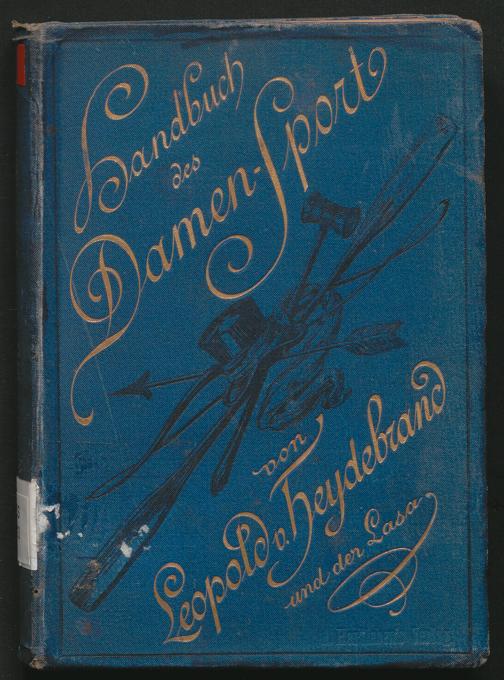 Handbuch
des
Damen-Sport
von
Leopold v. Heydebrand
und der Lasa